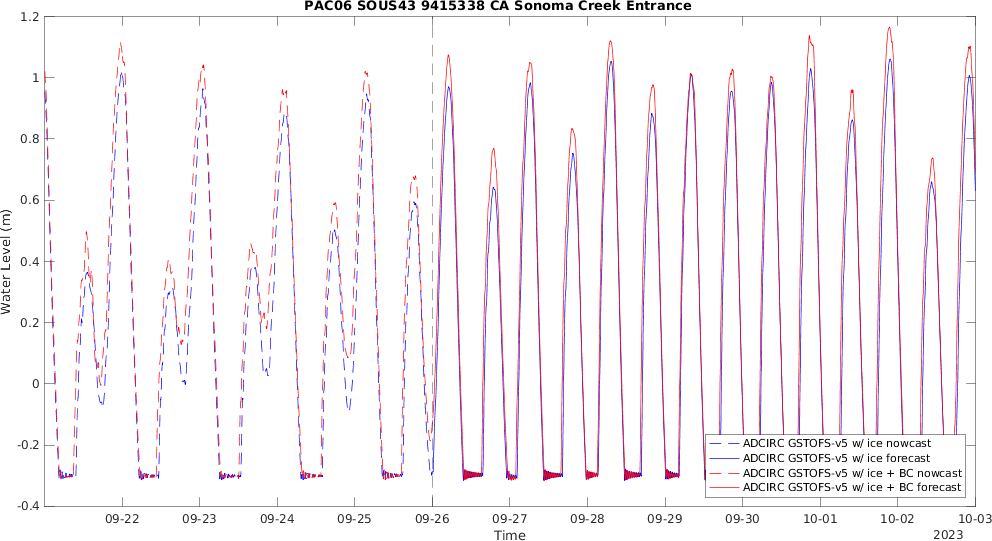 PAC06 SOUS43 9415338 CA Sonoma Creek Entrance
Water Level (m)
1.2
1
0.8
0.6
0.4
0.2
0
-0.2
-0.4
ADCIRC GSTOFS-v5 w/ ice nowcast
ADCIRC GSTOFS-v5 w/ ice forecast
ADCIRC GSTOFS-v5 w/ ice + BC nowcast
ADCIRC GSTOFS-v5 w/ ice + BC forecast
09-22 09-23 09-24 09-25 09-26 09-27 09-28 09-29 09-30 10-01 10-02 10-03
Time
2023